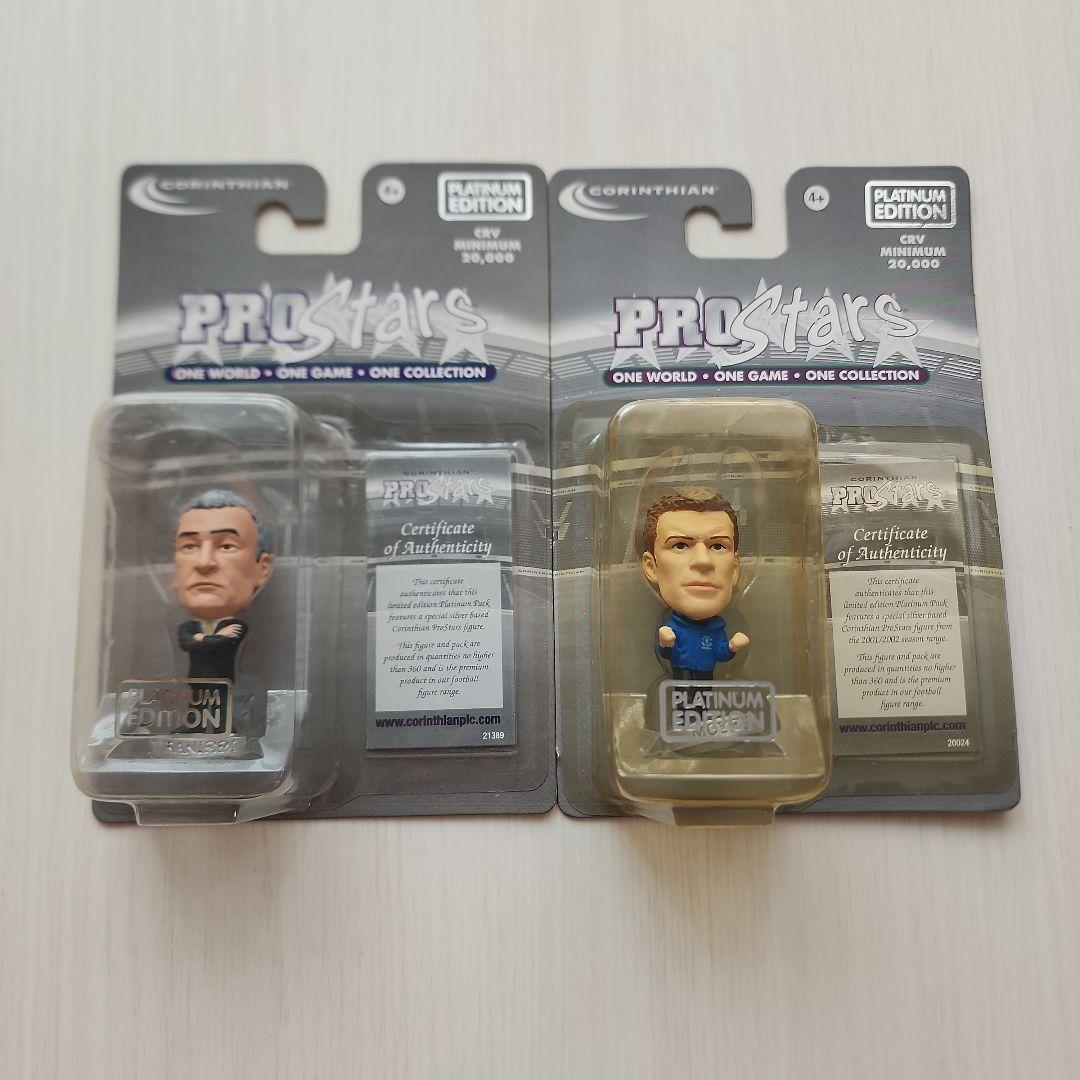 CORINTHIAN
4+
PLATINUM
EDITION
CRV
MINIMUM
20,000
PROStars
ONE WORLD • ONE GAME • ONE COLLECTION
CORINTHIAN
PROStars
Certificate
of Authenticity
This certificate
authenticates that this
limited edition Platinum Pack
features a special silver based
Corinthian ProStars figure.
This figure and pack are
produced in quantities no higher
than 360 and is the premium
product in our football
figure range.
www.corinthianplc.com
21389
PLATINUM
EDITION
RANIERI
CORINTHIAN
4+
PLATINUM
EDITION
CRV
MINIMUM
20,000
PROStars
ONE WORLD • ONE GAME • ONE COLLECTION
CORINTHIAN
PROStars
Certificate
of Authenticity
This certificate
authenticates that this
limited edition Platinum Pack
features a special silver based
Corinthian ProStars figure from
the 2001/2002 season range.
This figure and pack are
produced in quantities no higher
than 360 and is the premium
product in our football
figure range.
www.corinthianplc.com
20024
PLATINUM
EDITION